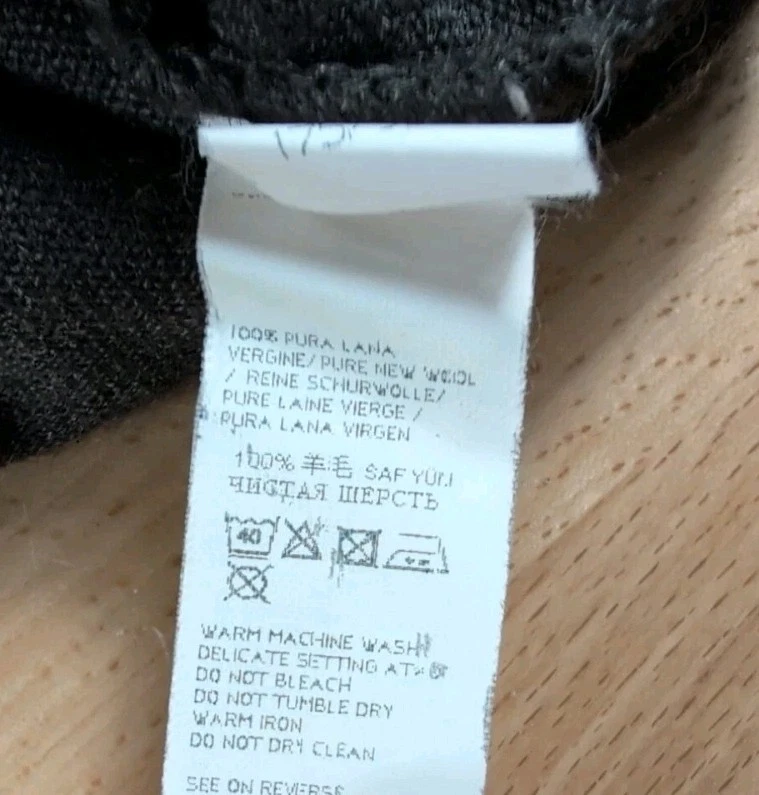 100% PURA LANA
VERGINE/ PURE NEW WOOL
/ REINE SCHURWOLLE/
PURE LAINE VIERGE /
PURA LANA VIRGEN
100% 羊毛 SAF YÜN
ЧИСТАЯ ШЕРСТЬ
40
WARM MACHINE WASH
DELICATE SETTING AT
DO NOT BLEACH
DO NOT TUMBLE DRY
WARM IRON
DO NOT DRY CLEAN
SEE ON REVERSE